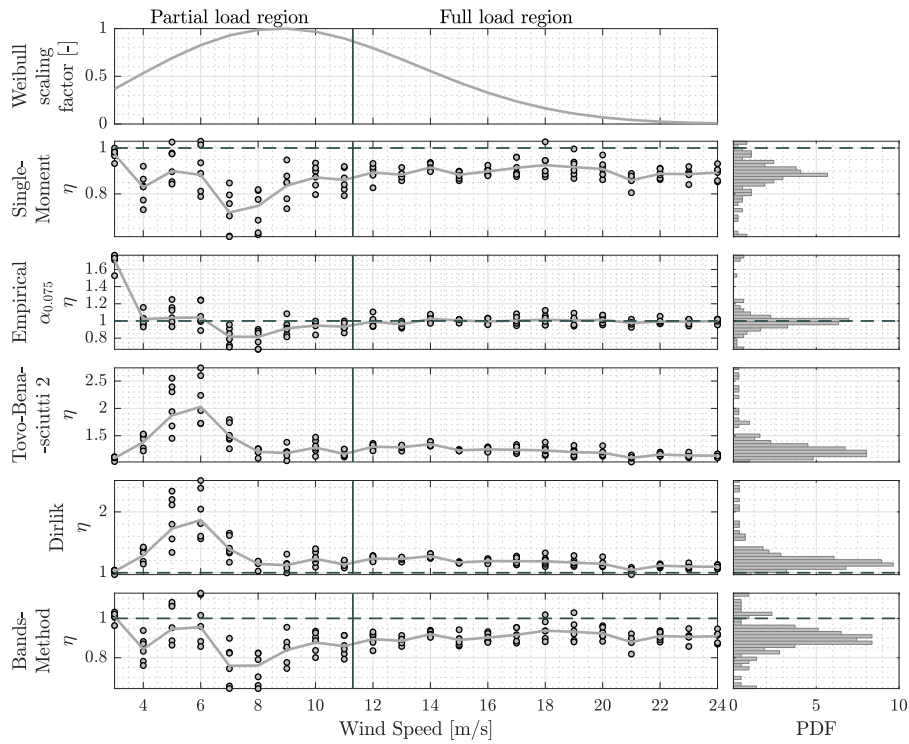 Partial load region Full load region
Weibull
scaling
factor [-]
1
0.5
0
Single-
Moment
η
1
0.8
Empirical
α0.075
η
1.6
1.4
1.2
1
0.8
Tovo-Bena-
-sciutti 2
η
2.5
2
1.5
Dirlik
η
2
1
Bands-
Method
η
1
0.8
4 6 8 10 12 14 16 18 20 22 24
0 5 10
Wind Speed [m/s] PDF